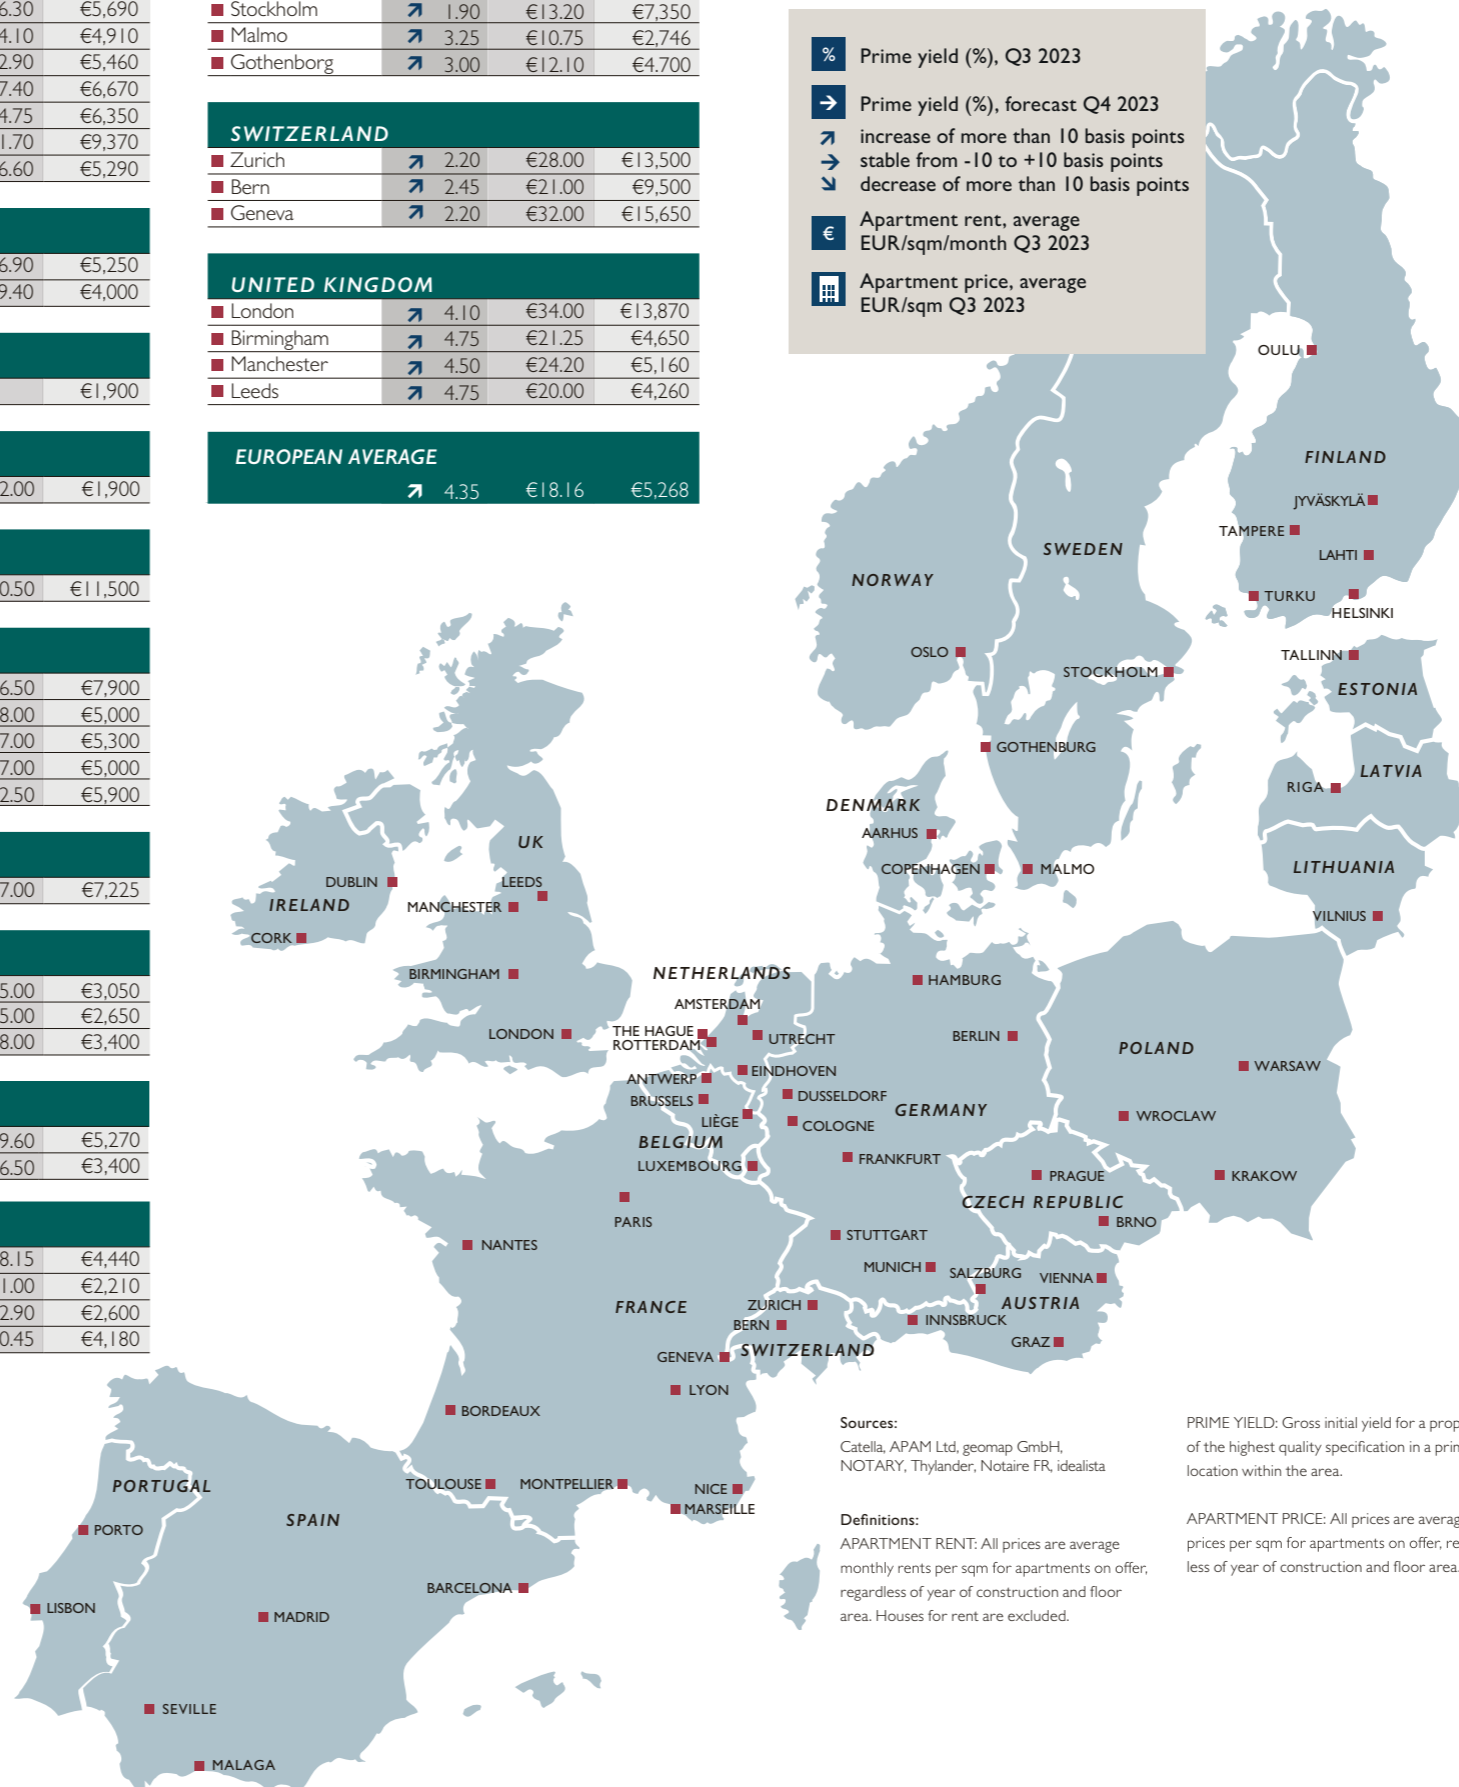 6.30 €5,690
4.10 €4,910
2.90 €5,460
7.40 €6,670
4.75 €6,350
1.70 €9,370
6.60 €5,290
6.90 €5,250
9.40 €4,000
€1,900
2.00 €1,900
0.50 €11,500
6.50 €7,900
8.00 €5,000
7.00 €5,300
7.00 €5,000
2.50 €5,900
7.00 €7,225
5.00 €3,050
5.00 €2,650
8.00 €3,400
9.60 €5,270
6.50 €3,400
8.15 €4,440
1.00 €2,210
2.90 €2,600
0.45 €4,180
Stockholm ↗ 1.90 €13.20 €7,350
Malmo ↗ 3.25 €10.75 €2,746
Gothenborg ↗ 3.00 €12.10 €4.700
SWITZERLAND
Zurich ↗ 2.20 €28.00 €13,500
Bern ↗ 2.45 €21.00 €9,500
Geneva ↗ 2.20 €32.00 €15,650
UNITED KINGDOM
London ↗ 4.10 €34.00 €13,870
Birmingham ↗ 4.75 €21.25 €4,650
Manchester ↗ 4.50 €24.20 €5,160
Leeds ↗ 4.75 €20.00 €4,260
EUROPEAN AVERAGE
↗ 4.35 €18.16 €5,268
% Prime yield (%), Q3 2023
→ Prime yield (%), forecast Q4 2023
↗ increase of more than 10 basis points
→ stable from -10 to +10 basis points
↘ decrease of more than 10 basis points
€ Apartment rent, average
EUR/sqm/month Q3 2023
Apartment price, average
EUR/sqm Q3 2023
OULU
FINLAND
JYVÄSKYLÄ
TAMPERE
LAHTI
TURKU
HELSINKI
SWEDEN
NORWAY
OSLO
STOCKHOLM
TALLINN
ESTONIA
GOTHENBURG
LATVIA
RIGA
DENMARK
AARHUS
COPENHAGEN
MALMO
LITHUANIA
VILNIUS
UK
DUBLIN
LEEDS
IRELAND
MANCHESTER
CORK
BIRMINGHAM
LONDON
NETHERLANDS
AMSTERDAM
THE HAGUE
ROTTERDAM
UTRECHT
EINDHOVEN
HAMBURG
BERLIN
POLAND
WARSAW
ANTWERP
BRUSSELS
LIÈGE
BELGIUM
LUXEMBOURG
DUSSELDORF
GERMANY
COLOGNE
FRANKFURT
WROCLAW
KRAKOW
PRAGUE
CZECH REPUBLIC
BRNO
PARIS
NANTES
STUTTGART
MUNICH
SALZBURG
VIENNA
AUSTRIA
INNSBRUCK
GRAZ
FRANCE
ZURICH
BERN
SWITZERLAND
GENEVA
LYON
BORDEAUX
TOULOUSE
MONTPELLIER
NICE
MARSEILLE
PORTUGAL
PORTO
SPAIN
BARCELONA
LISBON
MADRID
SEVILLE
MALAGA
Sources:
Catella, APAM Ltd, geomap GmbH,
NOTARY, Thylander, Notaire FR, idealista
Definitions:
APARTMENT RENT: All prices are average
monthly rents per sqm for apartments on offer,
regardless of year of construction and floor
area. Houses for rent are excluded.
PRIME YIELD: Gross initial yield for a prop
of the highest quality specification in a prin
location within the area.
APARTMENT PRICE: All prices are averag
prices per sqm for apartments on offer, re
less of year of construction and floor area.